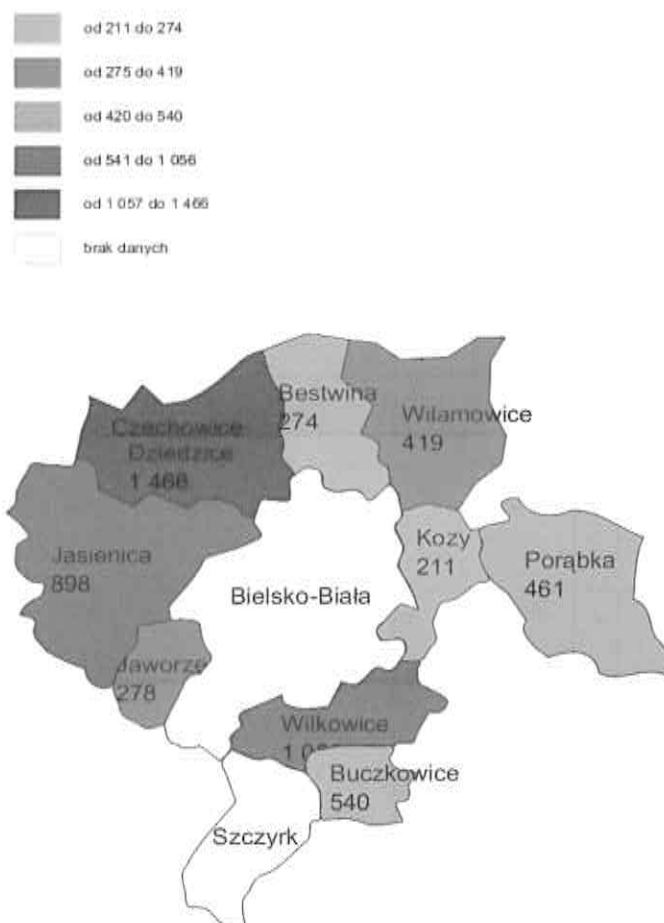 od 211 do 274
od 275 do 419
od 420 do 540
od 541 do 1 056
od 1 057 do 1 466
brak danych
Bestwina
274
Wilamowice
419
Czechowice
Dziedzice
1 466
Kozy
211
Porąbka
461
Jasienica
898
Bielsko-Biała
Jaworze
278
Wilkowice
Buczkowice
540
Szczyrk